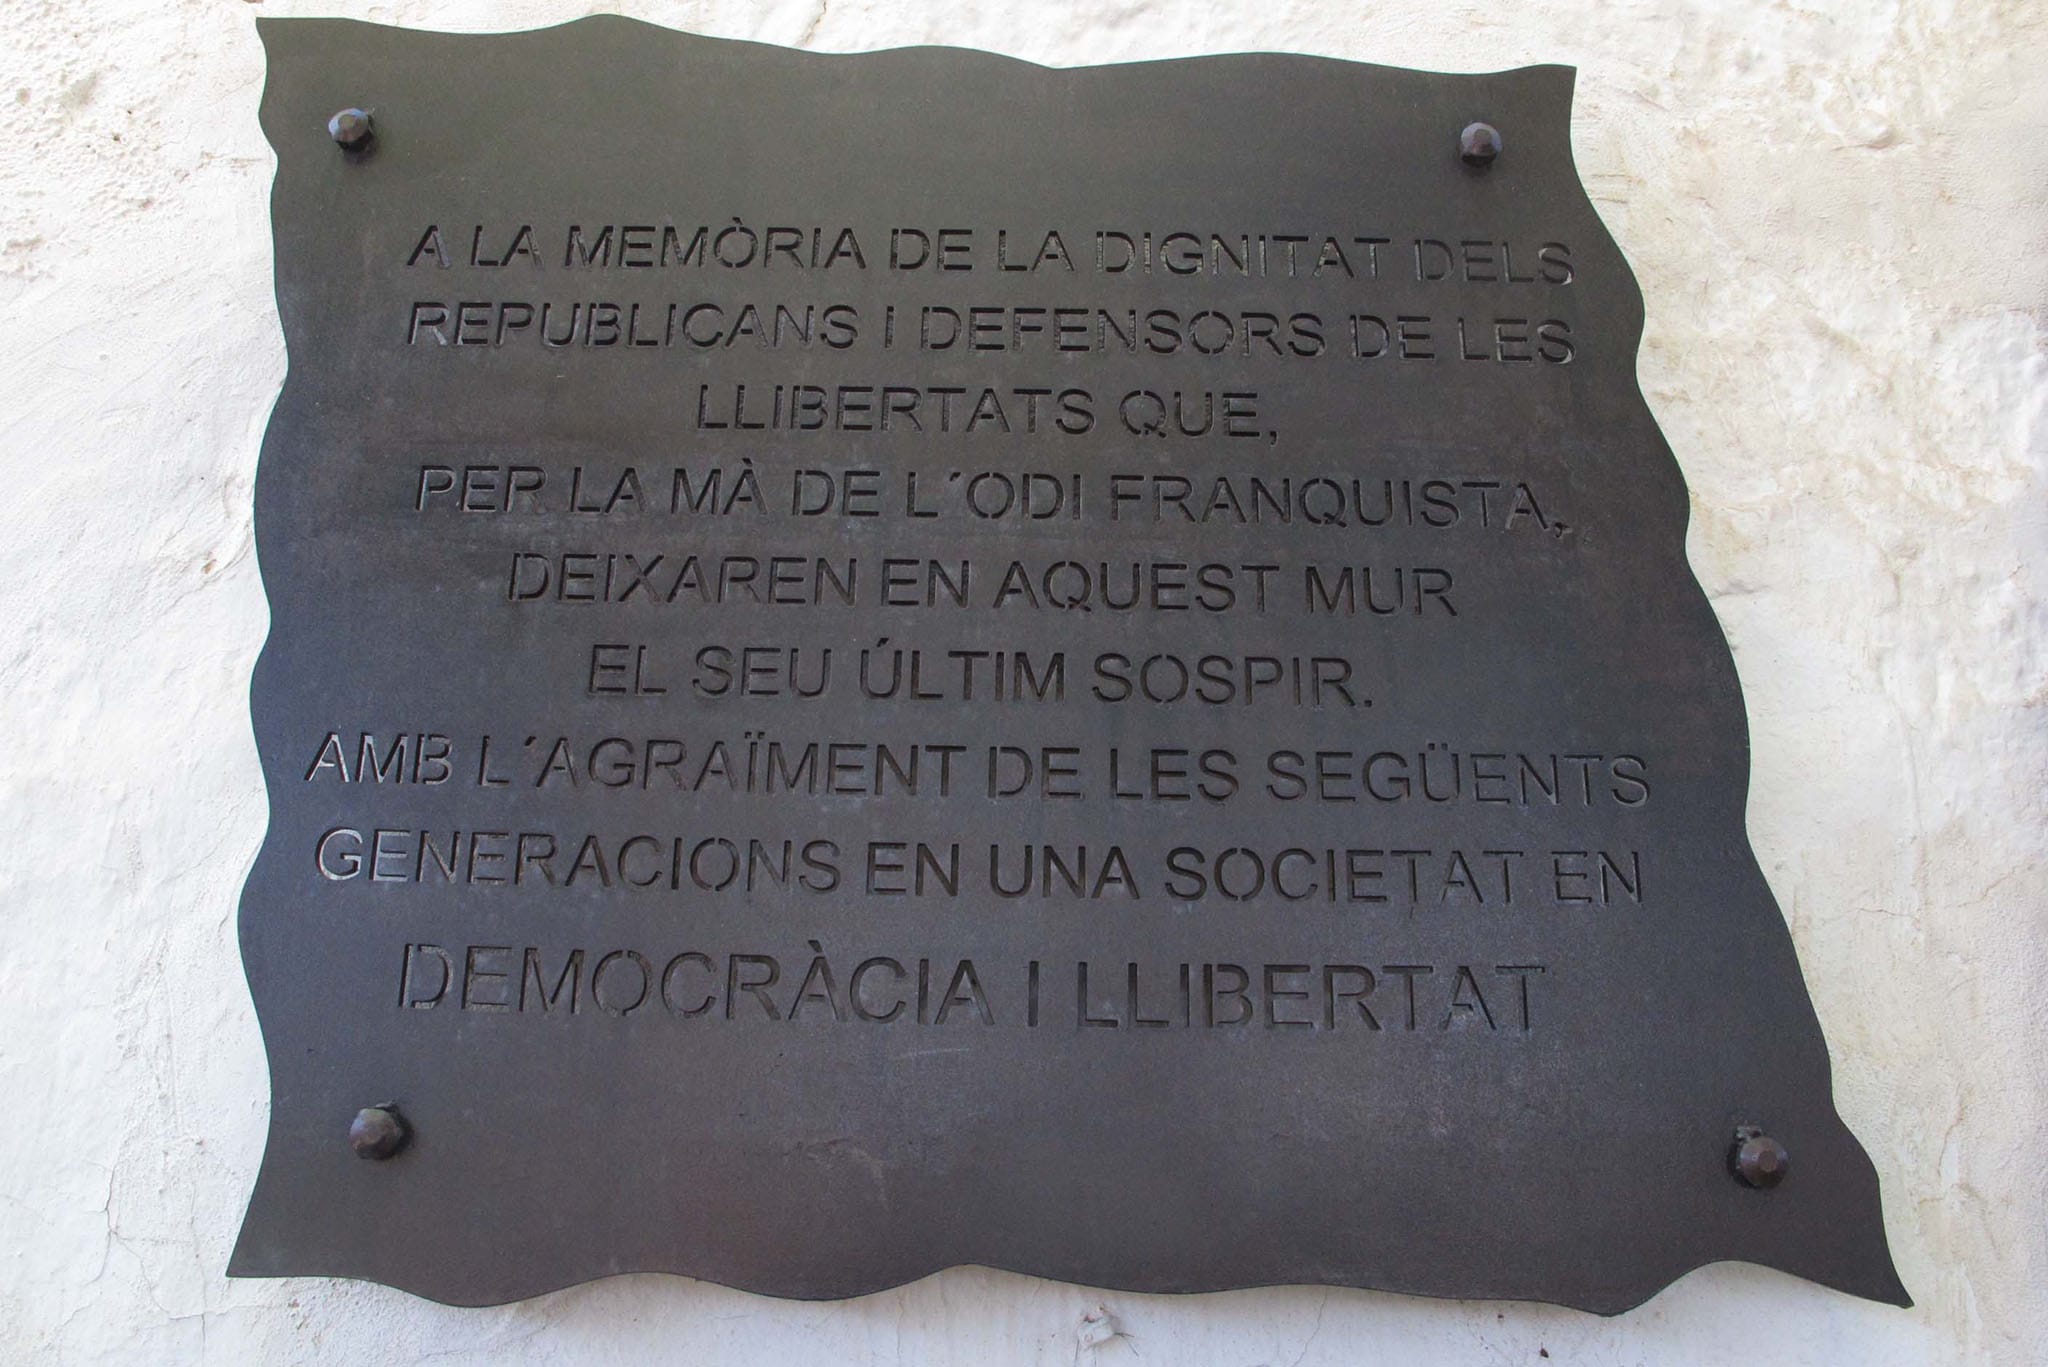 A LA MEMÒRIA DE LA DIGNITAT DELS
REPUBLICANS I DEFENSORS DE LES
LLIBERTATS QUE,
PER LA MÀ DE L´ODI FRANQUISTA,
DEIXAREN EN AQUEST MUR
EL SEU ÚLTIM SOSPIR.
AMB L´AGRAÏMENT DE LES SEGÜENTS
GENERACIONS EN UNA SOCIETAT EN
DEMOCRÀCIA I LLIBERTAT